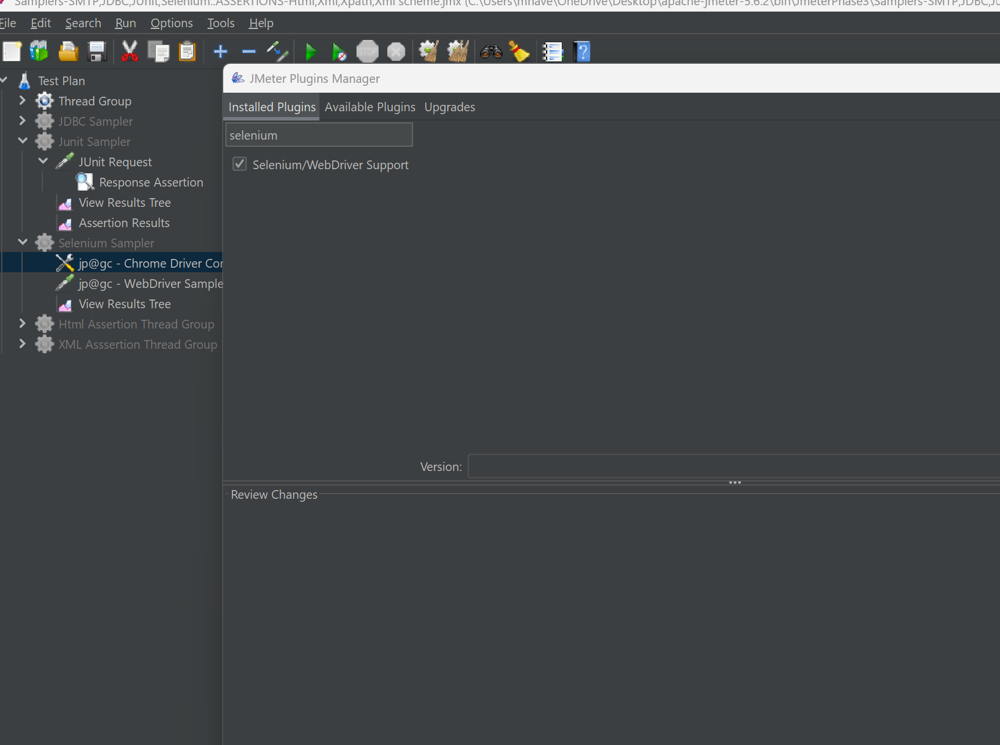 Samplers-SMTP,JDBC,JUnit,Selenium..ASSERTIONS-Html,Xml,Xpath,Xml scheme.jmx (C:\Users\mnave\OneDrive\Desktop\apache-jmeter-5.6.2\bin\JmeterPhase3\Samplers-SMTP,JDBC,JU
File Edit Search Run Options Tools Help
STOP
Test Plan
Thread Group
JDBC Sampler
Junit Sampler
JUnit Request
Response Assertion
View Results Tree
Assertion Results
Selenium Sampler
jp@gc - Chrome Driver Con
jp@gc - WebDriver Sample
View Results Tree
Html Assertion Thread Group
XML Asssertion Thread Group
JMeter Plugins Manager
Installed Plugins Available Plugins Upgrades
selenium
Selenium/WebDriver Support
Version:
Review Changes